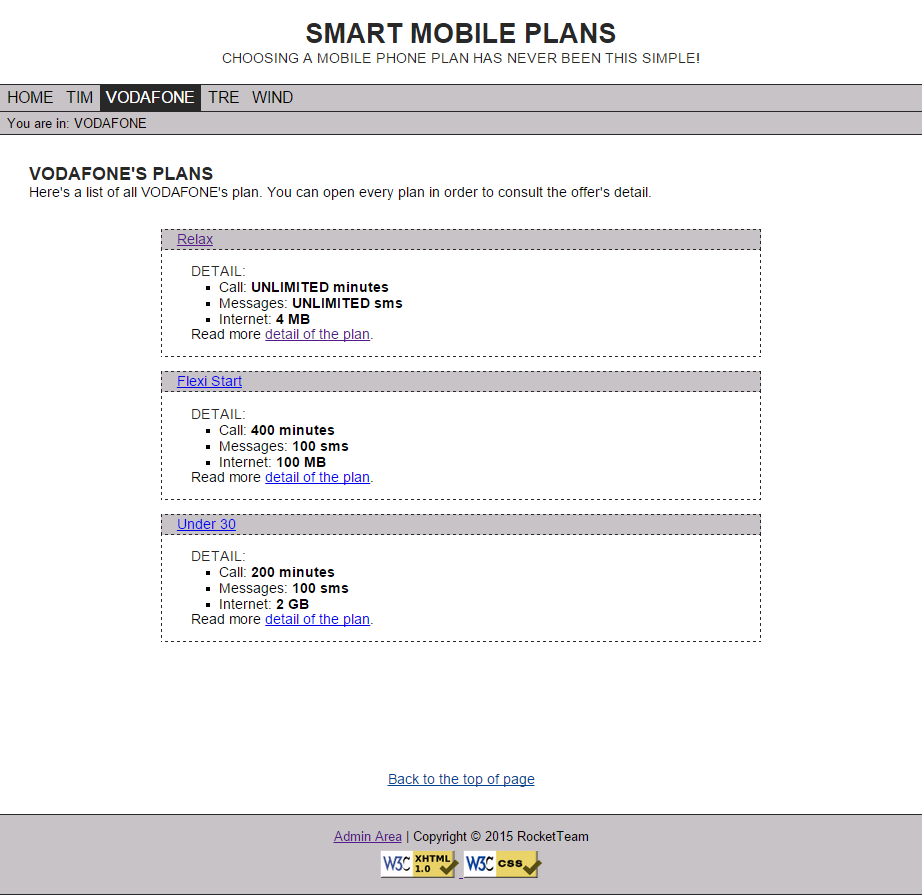 SMART MOBILE PLANS
CHOOSING A MOBILE PHONE PLAN HAS NEVER BEEN THIS SIMPLE!
HOME TIM VODAFONE TRE WIND
You are in: VODAFONE
VODAFONE'S PLANS
Here's a list of all VODAFONE's plan. You can open every plan in order to consult the offer's detail.
Relax
DETAIL:
Call: UNLIMITED minutes
Messages: UNLIMITED sms
Internet: 4 MB
Read more detail of the plan.
Flexi Start
DETAIL:
Call: 400 minutes
Messages: 100 sms
Internet: 100 MB
Read more detail of the plan.
Under 30
DETAIL:
Call: 200 minutes
Messages: 100 sms
Internet: 2 GB
Read more detail of the plan.
Back to the top of page
Admin Area | Copyright © 2015 RocketTeam
W3C XHTML 1.0 W3C css